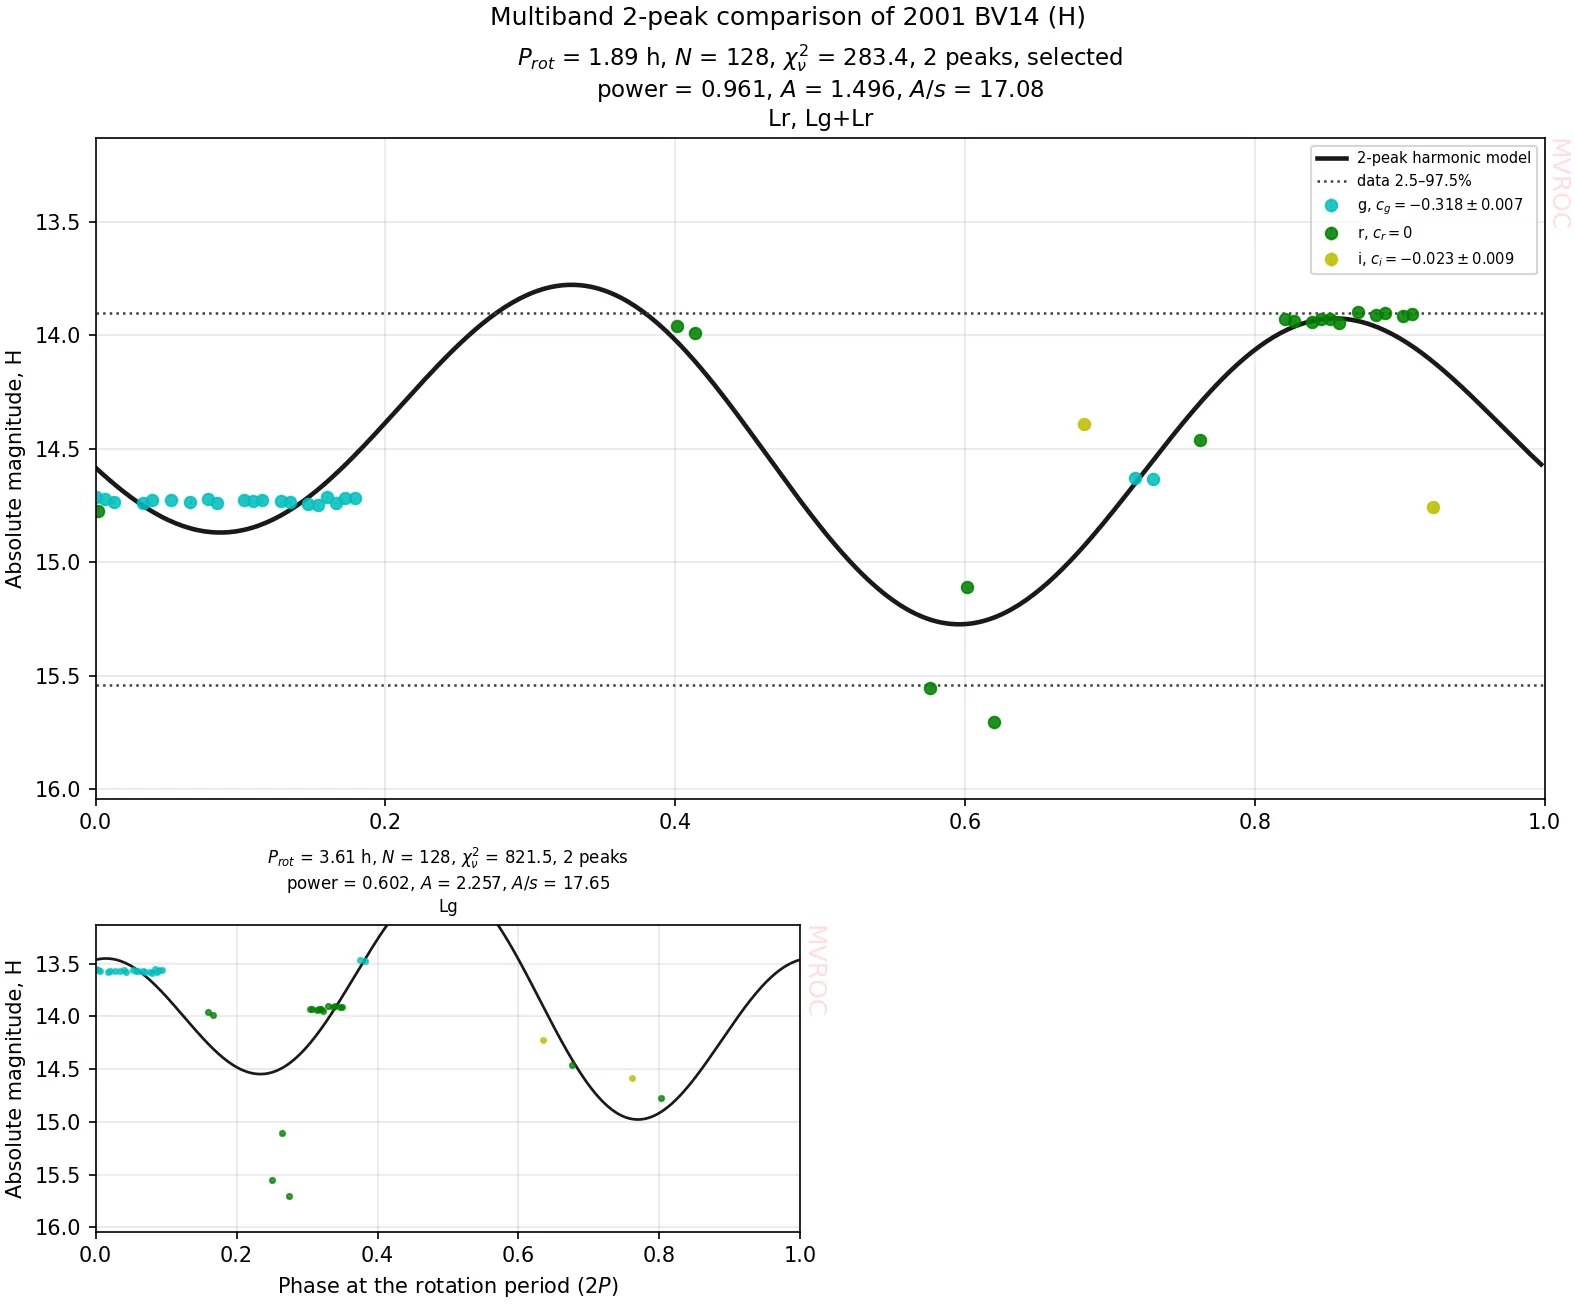 Multiband 2-peak comparison of 2001 BV14 (H)
P_rot = 1.89 h, N = 128, χ²_ν = 283.4, 2 peaks, selected
power = 0.961, A = 1.496, A/s = 17.08
Lr, Lg+Lr
2-peak harmonic model
data 2.5–97.5%
g, c_g = −0.318 ± 0.007
r, c_r = 0
i, c_i = −0.023 ± 0.009
MVROC
Absolute magnitude, H
13.5
14.0
14.5
15.0
15.5
16.0
0.0 0.2 0.4 0.6 0.8 1.0
P_rot = 3.61 h, N = 128, χ²_ν = 821.5, 2 peaks
power = 0.602, A = 2.257, A/s = 17.65
Lg
MVROC
Absolute magnitude, H
13.5
14.0
14.5
15.0
15.5
16.0
0.0 0.2 0.4 0.6 0.8 1.0
Phase at the rotation period (2P)